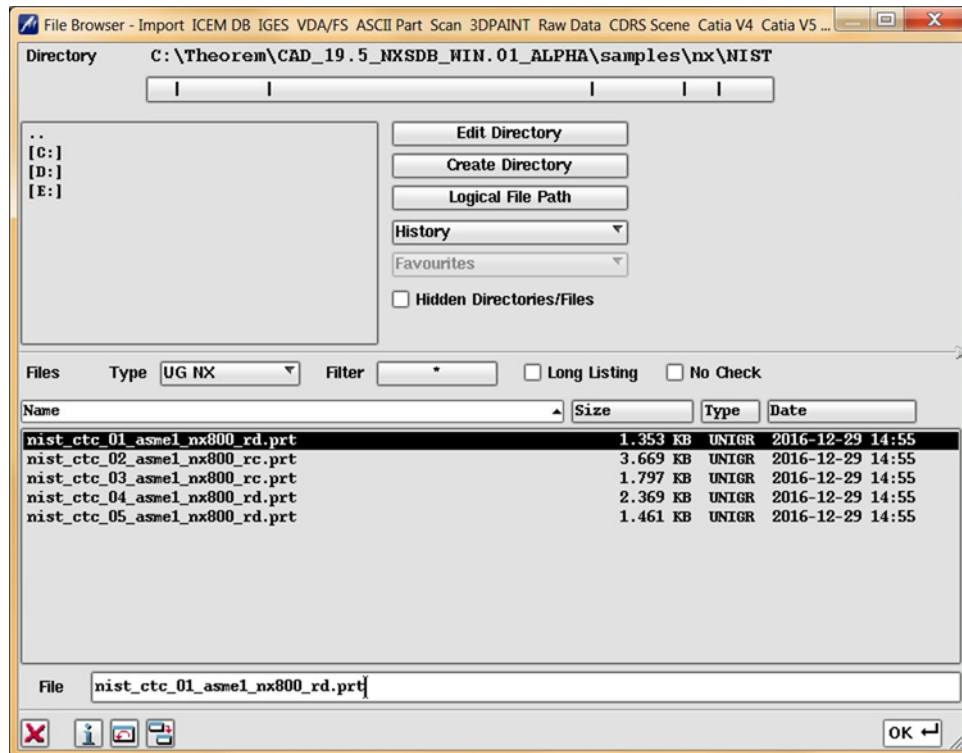 File Browser - Import ICEM DB IGES VDA/FS ASCII Part Scan 3DPAINT Raw Data CDRS Scene Catia V4 Catia V5 ...
Directory C:\Theorem\CAD_19.5_NXSDB_WIN.01_ALPHA\samples\nx\NIST
..
[C:]
[D:]
[E:]
Edit Directory
Create Directory
Logical File Path
History
Favourites
Hidden Directories/Files
Files Type UG NX Filter * Long Listing No Check
Name Size Type Date
nist_ctc_01_asme1_nx800_rd.prt 1.353 KB UNIGR 2016-12-29 14:55
nist_ctc_02_asme1_nx800_rc.prt 3.669 KB UNIGR 2016-12-29 14:55
nist_ctc_03_asme1_nx800_rc.prt 1.797 KB UNIGR 2016-12-29 14:55
nist_ctc_04_asme1_nx800_rd.prt 2.369 KB UNIGR 2016-12-29 14:55
nist_ctc_05_asme1_nx800_rd.prt 1.461 KB UNIGR 2016-12-29 14:55
File nist_ctc_01_asme1_nx800_rd.prt
OK